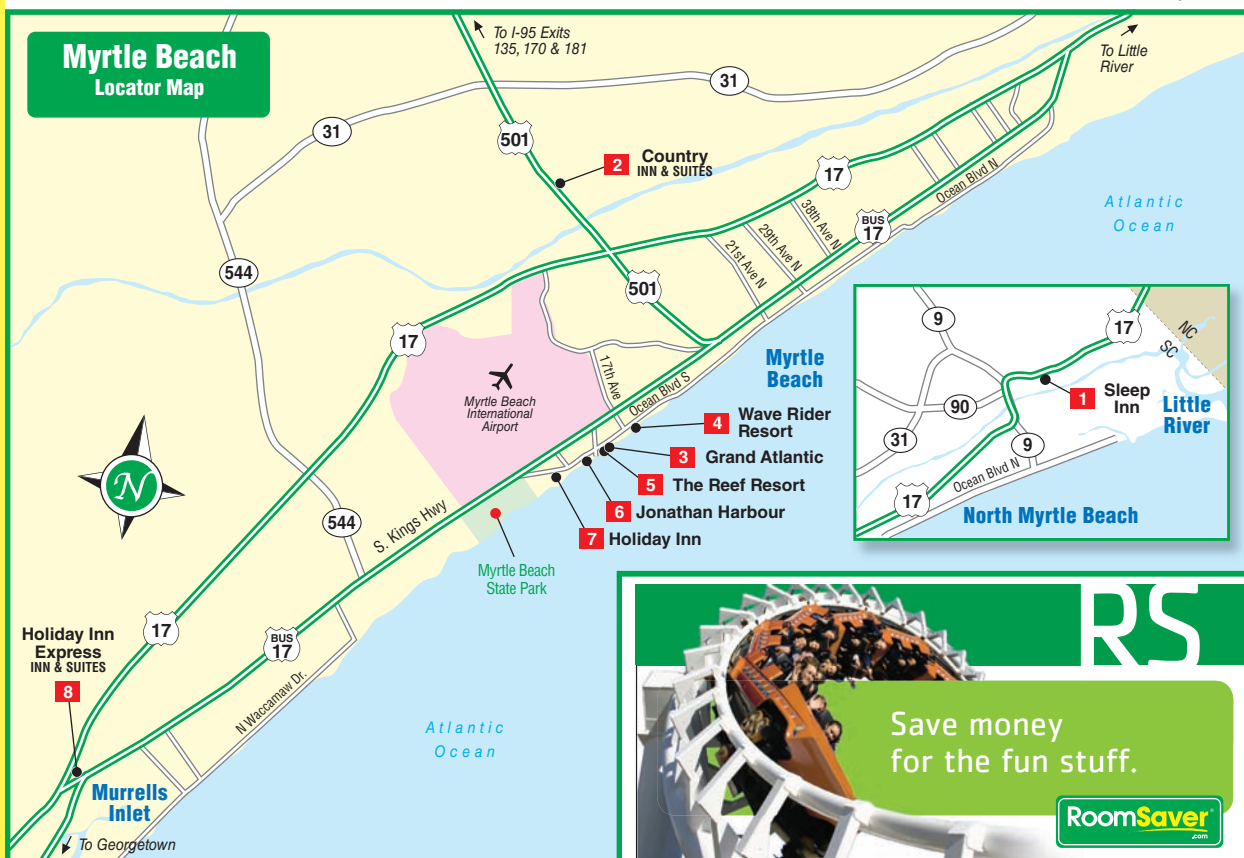 Myrtle Beach
Locator Map
To I-95 Exits
135, 170 & 181
To Little
River
31
31
501
2
Country
INN & SUITES
17
38th Ave N
29th Ave N
21st Ave N
BUS
17
Ocean Blvd N
Atlantic
Ocean
544
501
17
Myrtle Beach
International
Airport
17th Ave
Ocean Blvd S
Myrtle
Beach
4
Wave Rider
Resort
3
Grand Atlantic
5
The Reef Resort
6
Jonathan Harbour
7
Holiday Inn
9
17
NC
SC
1
Sleep
Inn
Little
River
90
31
9
Ocean Blvd N
17
North Myrtle Beach
N
544
S. Kings Hwy
Myrtle Beach
State Park
17
BUS
17
Holiday Inn
Express
INN & SUITES
8
N Waccamaw Dr.
Atlantic
Ocean
Murrells
Inlet
To Georgetown
RS
Save money
for the fun stuff.
RoomSaver
.com